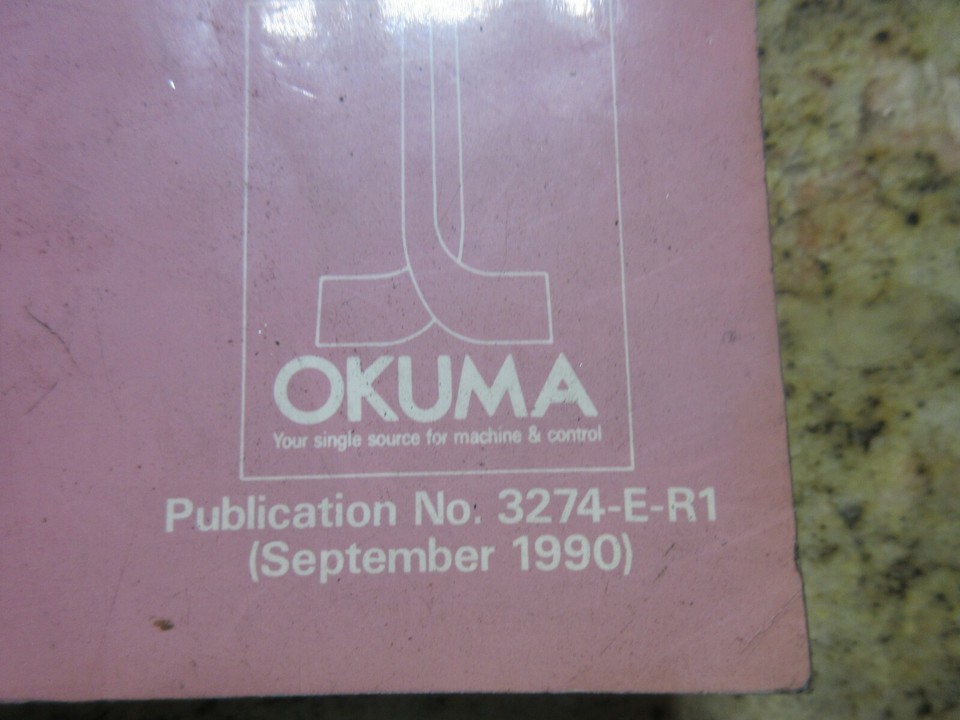 OKUMA
Your single source for machine & control
Publication No. 3274-E-R1
(September 1990)